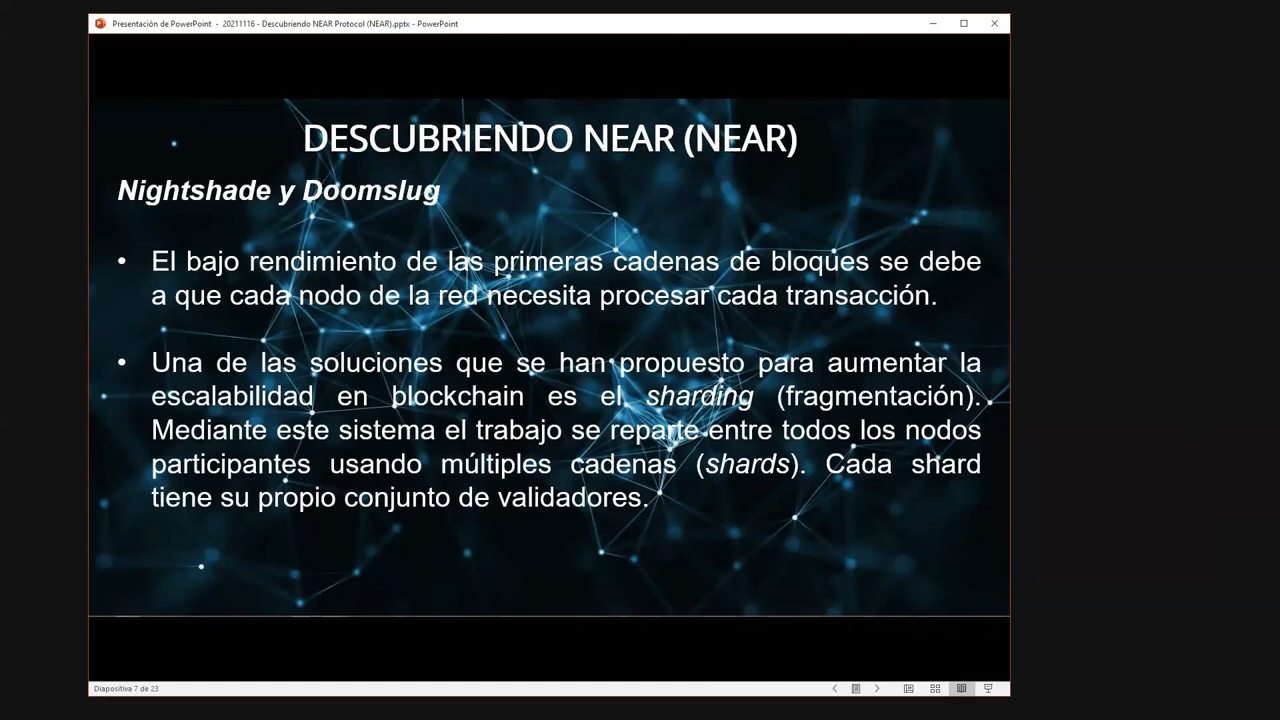 Presentación de PowerPoint - 20211116 - Descubriendo NEAR Protocol (NEAR).pptx - PowerPoint
DESCUBRIENDO NEAR (NEAR)
Nightshade y Doomslug
• El bajo rendimiento de las primeras cadenas de bloques se debe
a que cada nodo de la red necesita procesar cada transacción.
• Una de las soluciones que se han propuesto para aumentar la
escalabilidad en blockchain es el sharding (fragmentación).
Mediante este sistema el trabajo se reparte entre todos los nodos
participantes usando múltiples cadenas (shards). Cada shard
tiene su propio conjunto de validadores.
Diapositiva 7 de 23